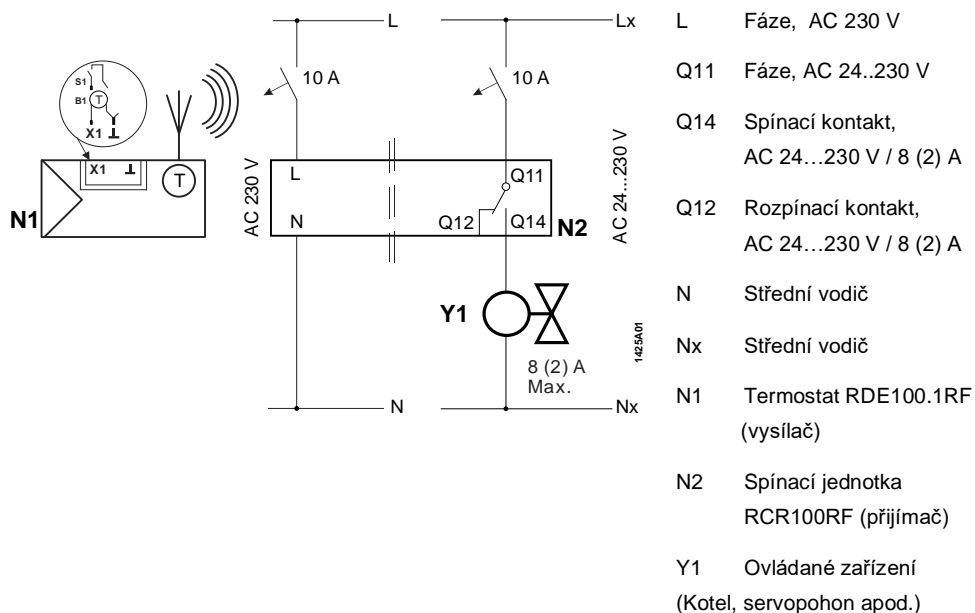 L
Lx
10 A
10 A
S1
B1
T
X1
X1
T
N1
AC 230 V
L
N
Q11
Q12
Q14
N2
AC 24...230 V
Y1
8 (2) A
Max.
1425A01
N
Nx
L Fáze, AC 230 V
Q11 Fáze, AC 24..230 V
Q14 Spínací kontakt,
AC 24…230 V / 8 (2) A
Q12 Rozpínací kontakt,
AC 24…230 V / 8 (2) A
N Střední vodič
Nx Střední vodič
N1 Termostat RDE100.1RF
(vysílač)
N2 Spínací jednotka
RCR100RF (přijímač)
Y1 Ovládané zařízení
(Kotel, servopohon apod.)